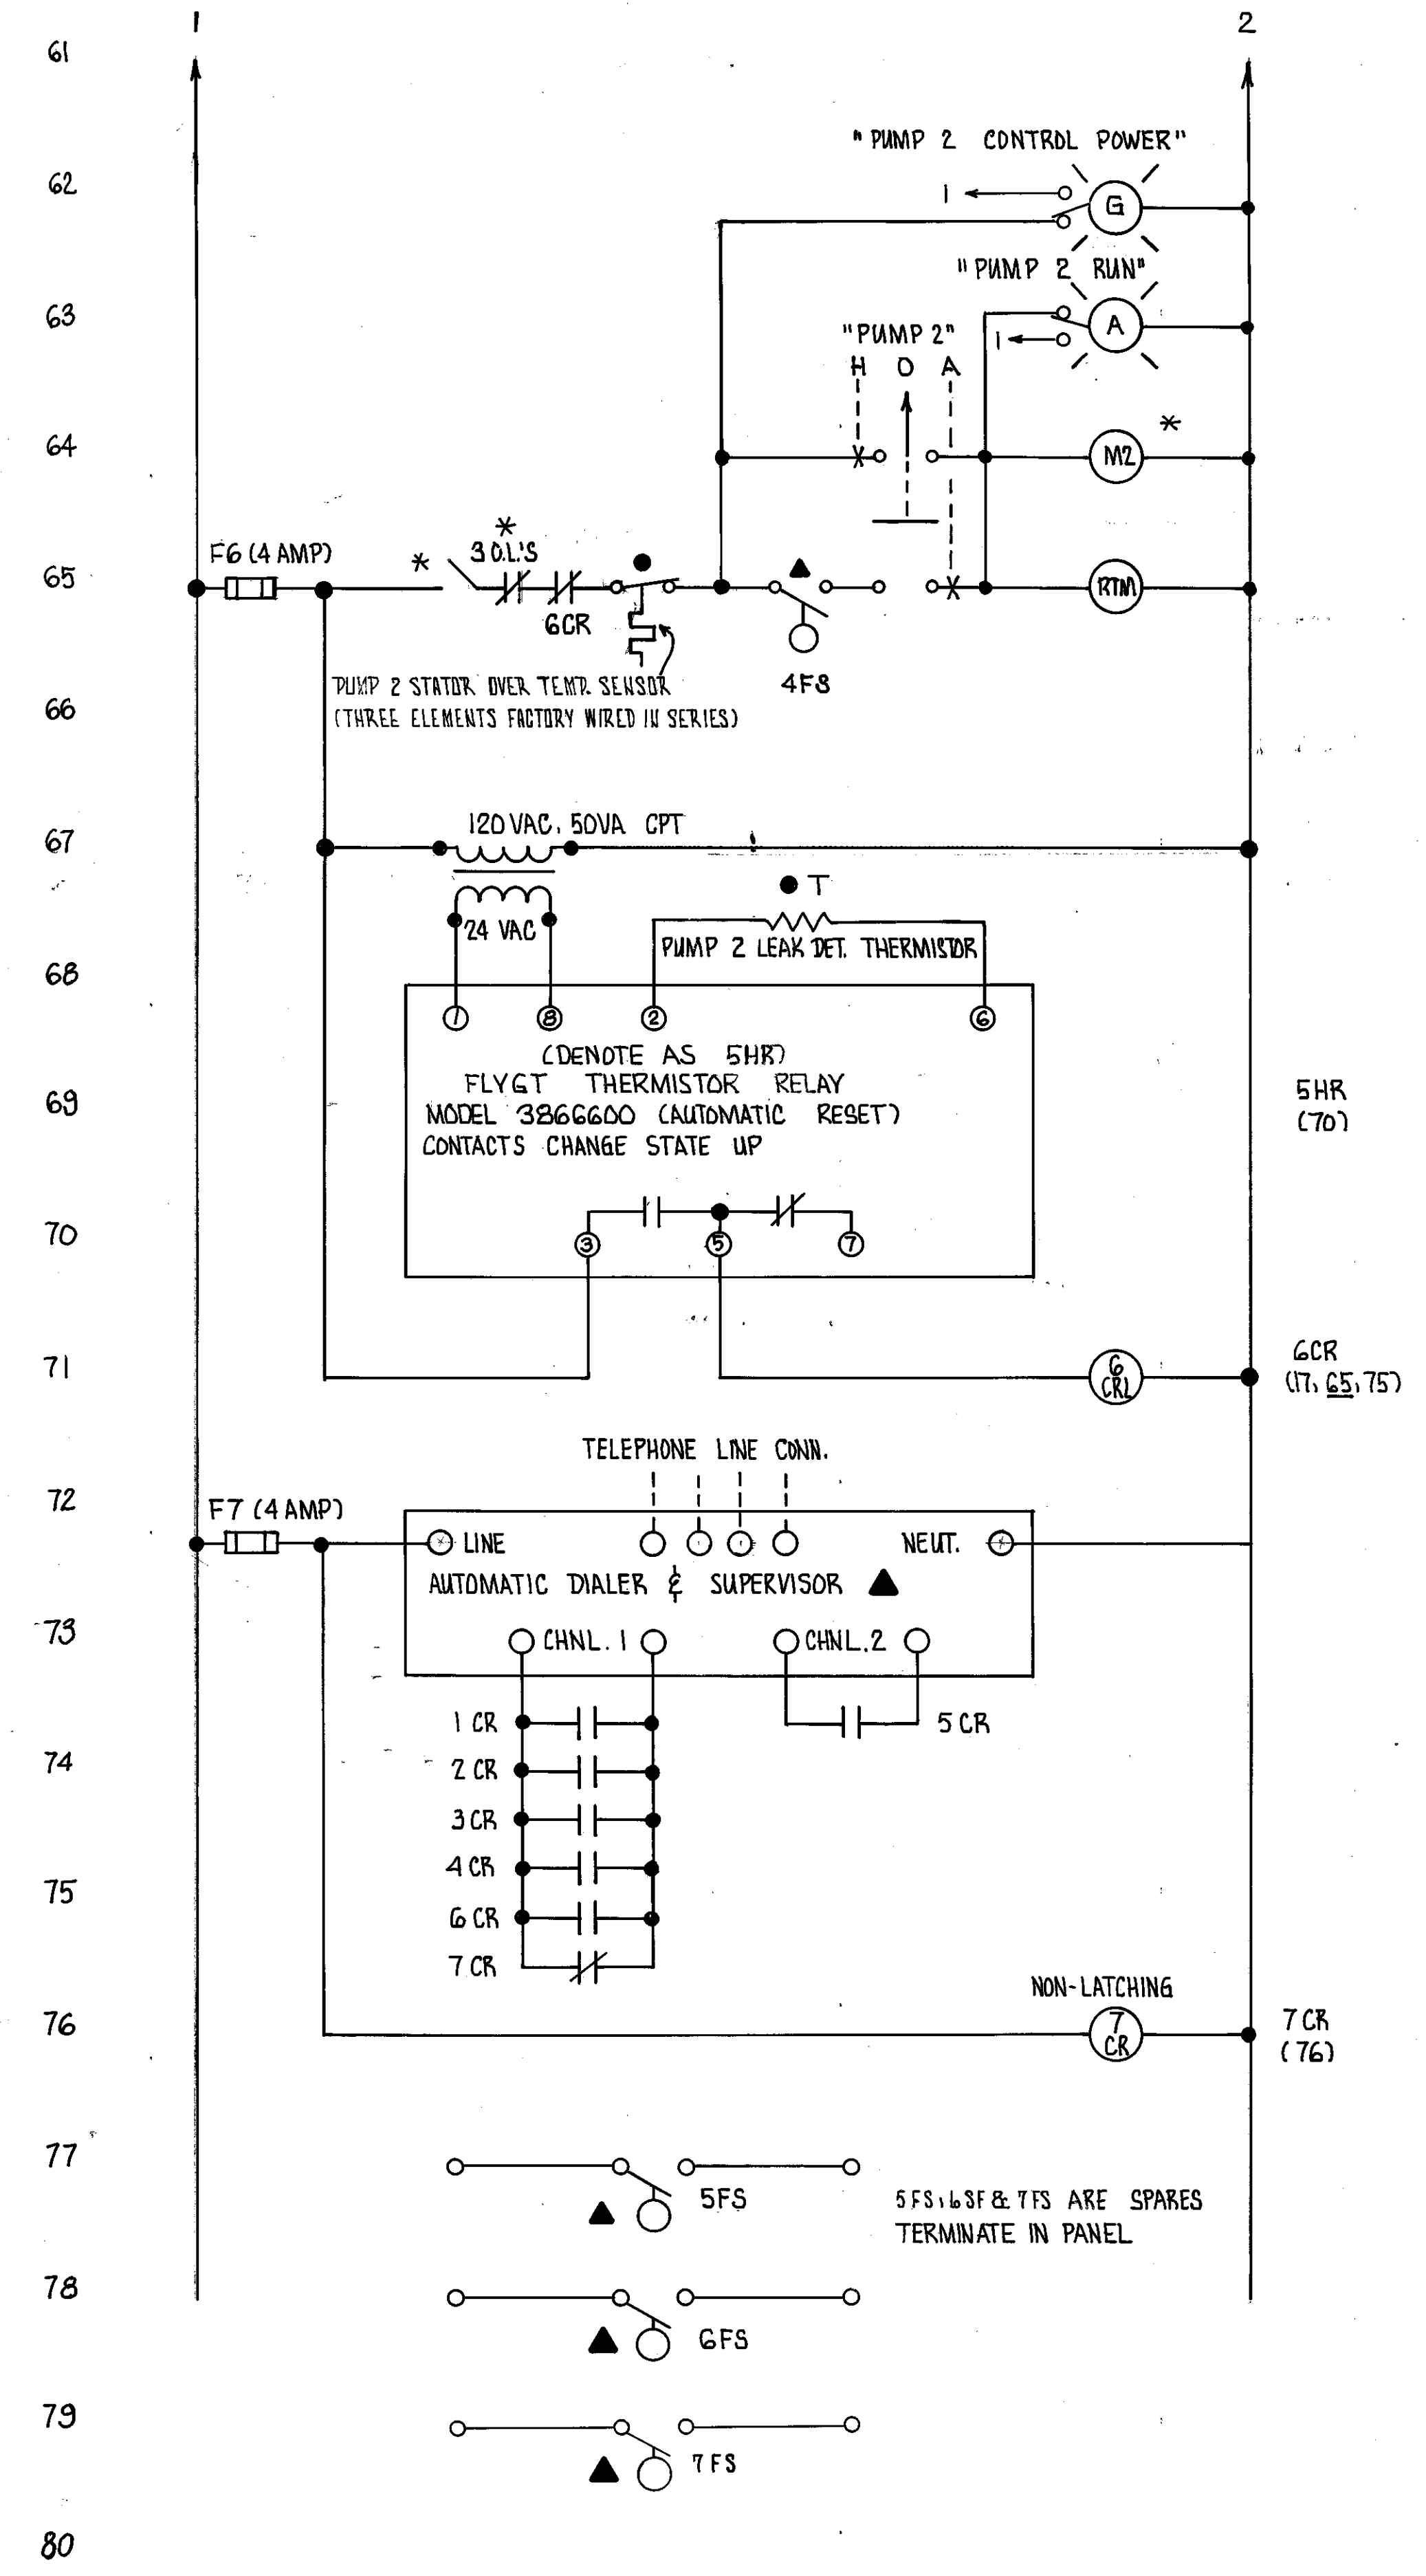 1
2
61
"PUMP 2 CONTROL POWER"
62
1
G
"PUMP 2 RUN"
63
1
A
"PUMP 2"
H O A
64
X
M2
*
F6 (4 AMP)
*
*
3 O.L.'S
65
6CR
4FS
X
RTM
PUMP 2 STATOR OVER TEMP. SENSOR
(THREE ELEMENTS FACTORY WIRED IN SERIES)
66
120 VAC, 50VA CPT
67
T
24 VAC
PUMP 2 LEAK DET. THERMISTOR
68
1 8 2 6
(DENOTE AS 5HR)
FLYGT THERMISTOR RELAY
MODEL 3866600 (AUTOMATIC RESET)
CONTACTS CHANGE STATE UP
69
5HR
(70)
70
3 5 7
71
6
CRL
6CR
(17, 65, 75)
TELEPHONE LINE CONN.
72
F7 (4 AMP)
LINE
NEUT.
AUTOMATIC DIALER & SUPERVISOR
73
CHNL. 1
CHNL. 2
1 CR
5 CR
74
2 CR
3 CR
4 CR
75
6 CR
7 CR
NON-LATCHING
76
7
CR
7 CR
(76)
77
5FS
5FS, 6SF & 7FS ARE SPARES
TERMINATE IN PANEL
78
6FS
79
7FS
80